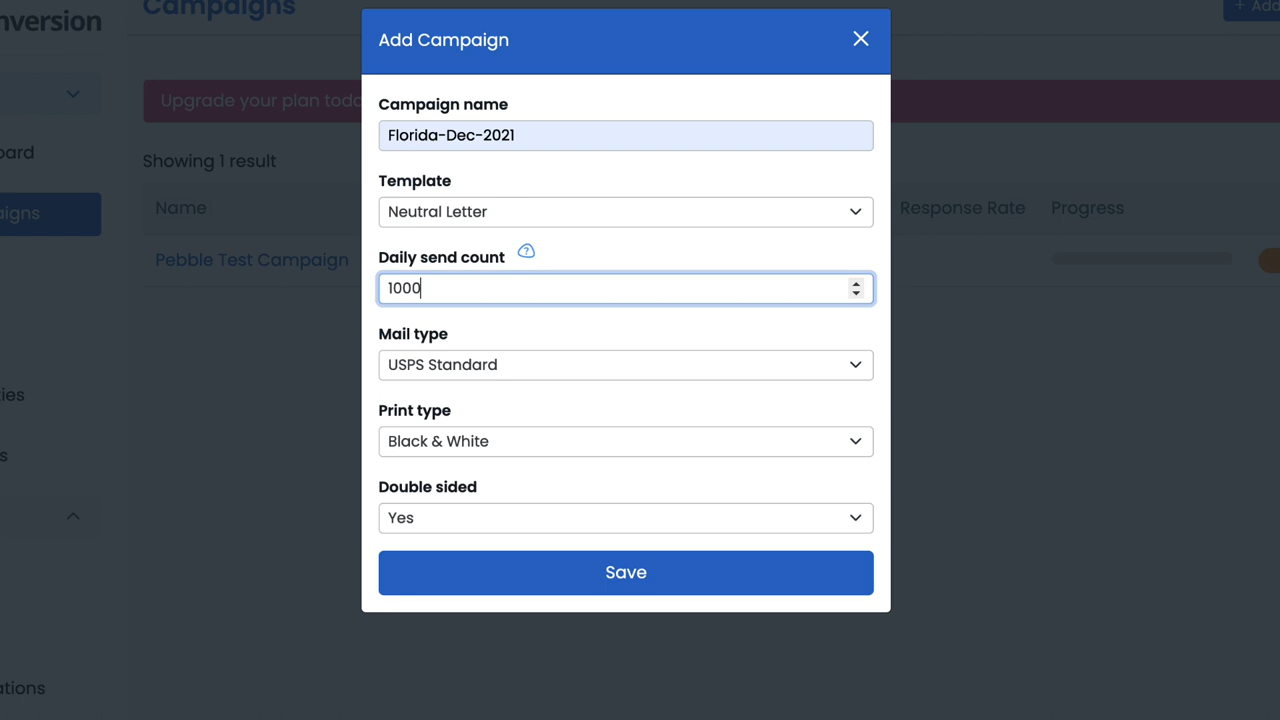 Campaigns
+ Add
nversion
Add Campaign
Upgrade your plan toda
Campaign name
Florida-Dec-2021
oard
Showing 1 result
Template
aigns
Name
Neutral Letter
Response Rate
Progress
Daily send count
?
Pebble Test Campaign
1000
Mail type
USPS Standard
ties
Print type
Black & White
s
Double sided
Yes
Save
ations